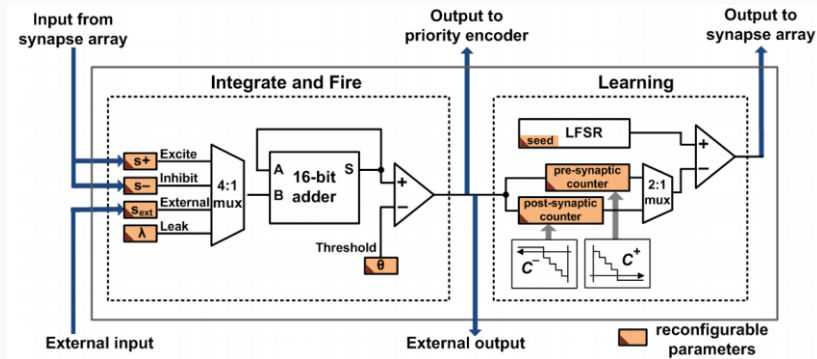 Input from
synapse array
Output to
priority encoder
Output to
synapse array
Integrate and Fire
Learning
s+
Excite
s−
Inhibit
s_ext
External
λ
Leak
4:1
mux
A
B
S
16-bit
adder
+
−
Threshold
θ
seed
LFSR
pre-synaptic
counter
post-synaptic
counter
2:1
mux
+
−
C⁻
C⁺
External input
External output
reconfigurable
parameters